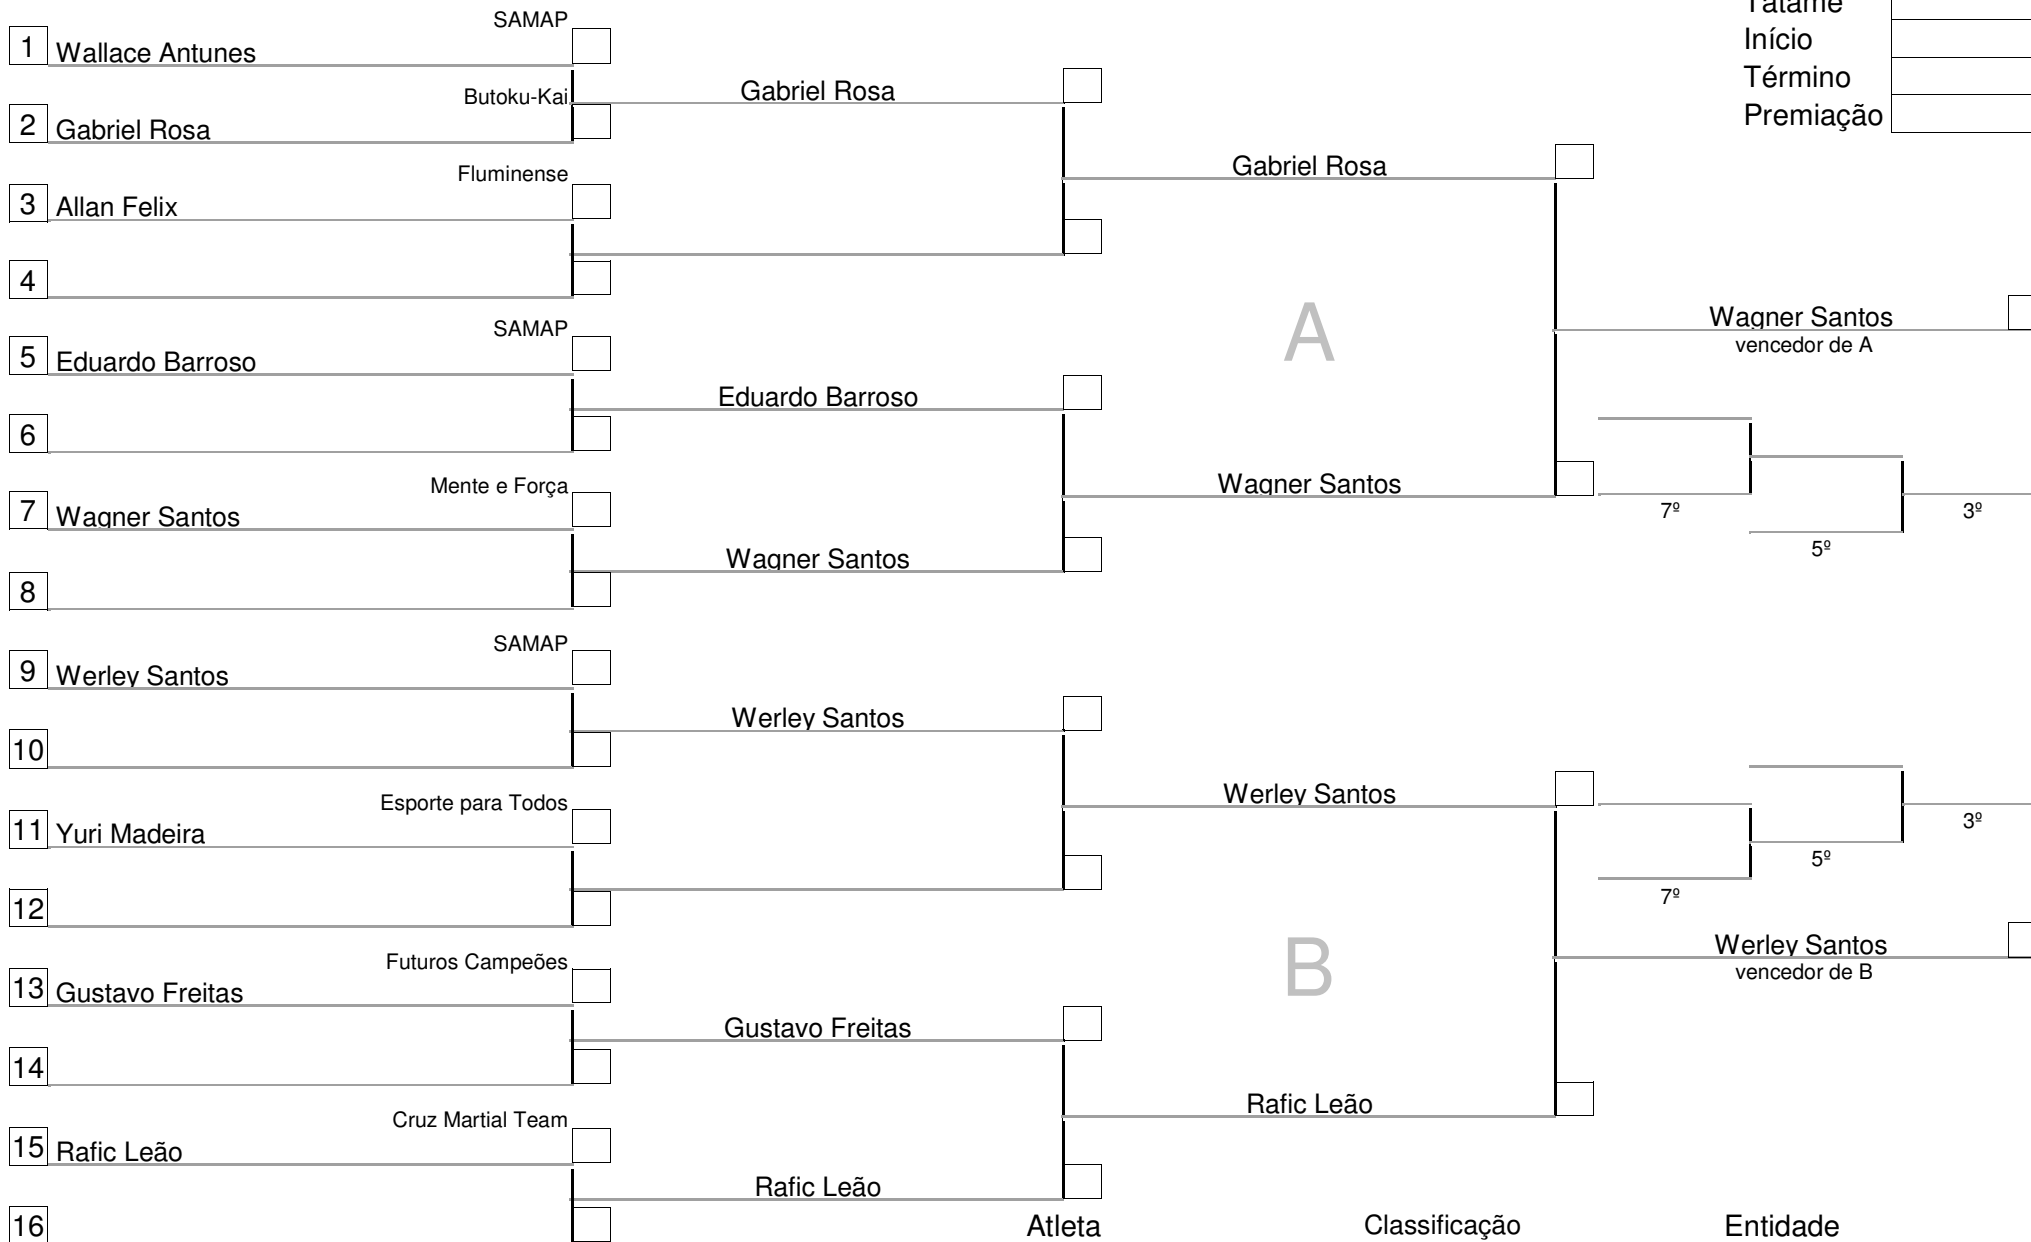 Tatame
Início
Término
Premiação
SAMAP
1 Wallace Antunes
Butoku-Kai
2 Gabriel Rosa
Fluminense
3 Allan Felix
4
SAMAP
5 Eduardo Barroso
6
Mente e Força
7 Wagner Santos
8
SAMAP
9 Werley Santos
10
Esporte para Todos
11 Yuri Madeira
12
Futuros Campeões
13 Gustavo Freitas
14
Cruz Martial Team
15 Rafic Leão
16
Gabriel Rosa
Eduardo Barroso
Wagner Santos
Werley Santos
Gustavo Freitas
Rafic Leão
Gabriel Rosa
A
Wagner Santos
Werley Santos
B
Rafic Leão
Wagner Santos
vencedor de A
7º
5º
3º
3º
5º
7º
Werley Santos
vencedor de B
Atleta Classificação Entidade